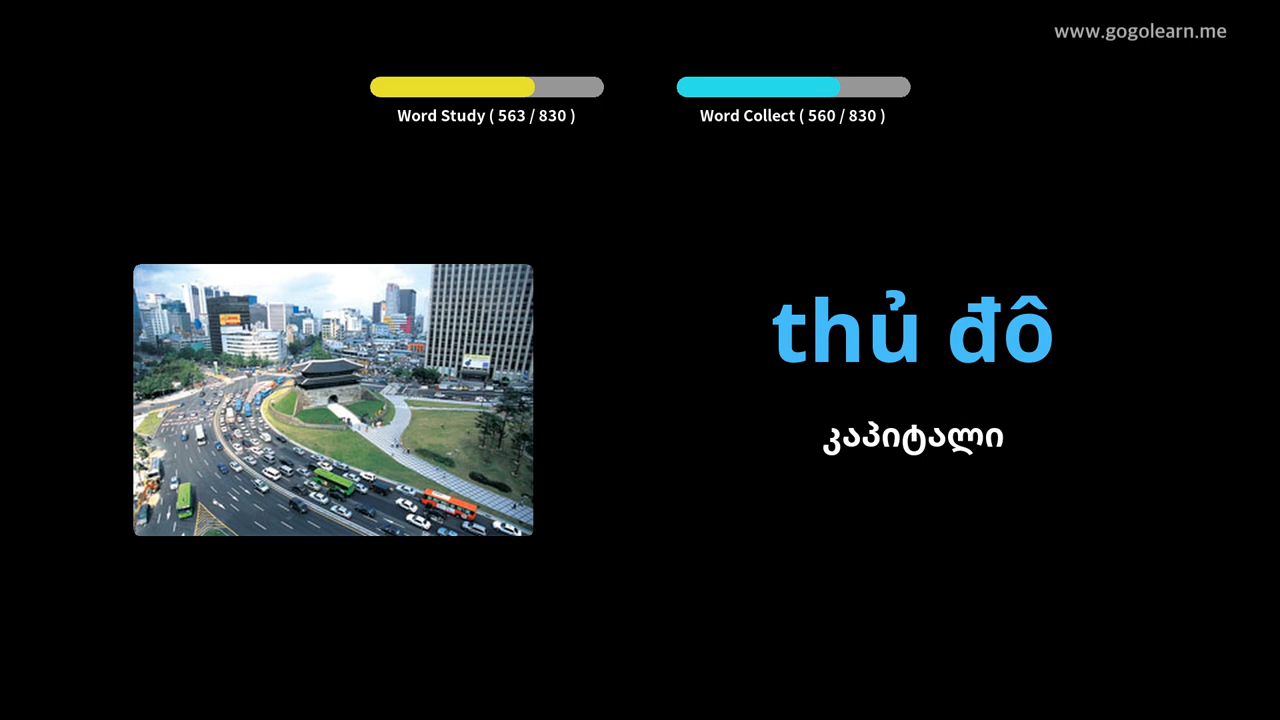 www.gogolearn.me
Word Study ( 563 / 830 )
Word Collect ( 560 / 830 )
thủ đô
კაპიტალი